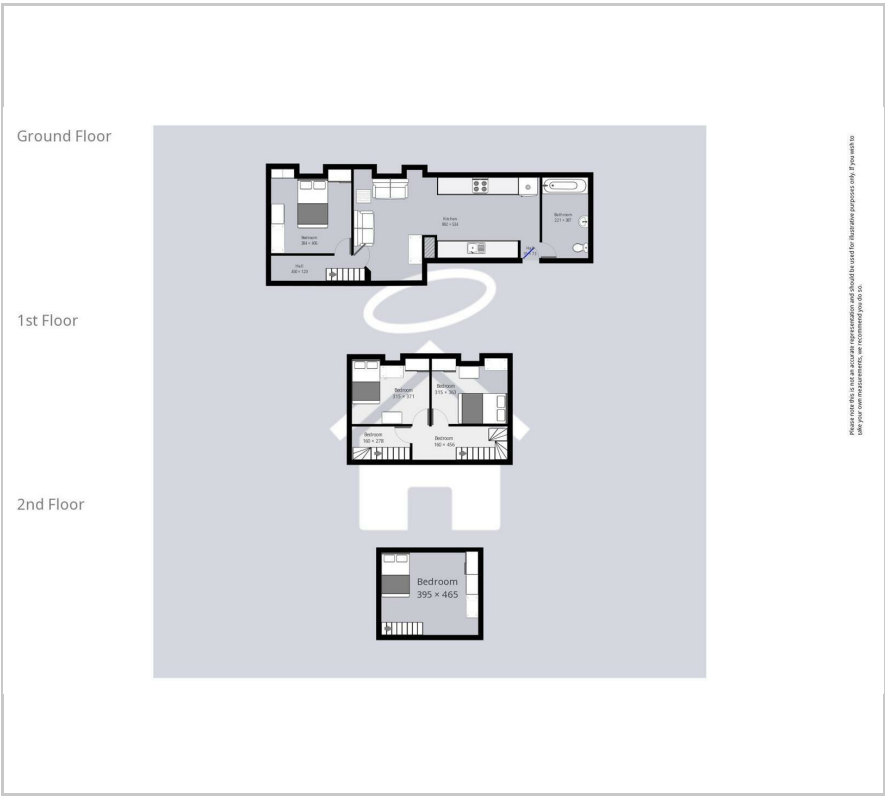 Ground Floor
Bedroom
Kitchen
Bathroom
Hall
1st Floor
Bedroom
315 × 371
Bedroom
315 × 363
Bedroom
160 × 278
Bedroom
160 × 456
2nd Floor
Bedroom
395 × 465
Please note this is not an accurate representation and should be used for illustrative purposes only. If you wish to
take your own measurements, we recommend you do so.